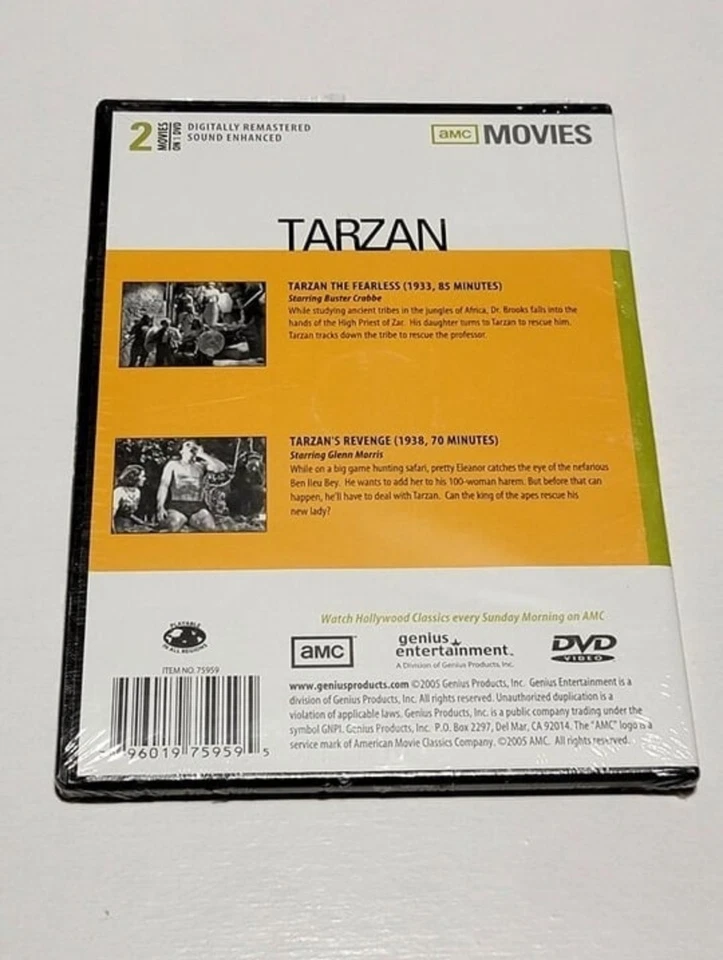 2 MOVIES ON 1 DVD
DIGITALLY REMASTERED
SOUND ENHANCED
amc MOVIES
TARZAN
TARZAN THE FEARLESS (1933, 85 MINUTES)
Starring Buster Crabbe
While studying ancient tribes in the jungles of Africa, Dr. Brooks falls into the
hands of the High Priest of Zar. His daughter turns to Tarzan to rescue him.
Tarzan tracks down the tribe to rescue the professor.
TARZAN'S REVENGE (1938, 70 MINUTES)
Starring Glenn Morris
While on a big game hunting safari, pretty Eleanor catches the eye of the nefarious
Ben Ileu Bey. He wants to add her to his 100-woman harem. But before that can
happen, he'll have to deal with Tarzan. Can the king of the apes rescue his
new lady?
Watch Hollywood Classics every Sunday Morning on AMC
PLAYABLE
IN ALL REGIONS
ITEM NO. 75959
amc
genius
entertainment
A Division of Genius Products, Inc.
DVD
VIDEO
www.geniusproducts.com ©2005 Genius Products, Inc. Genius Entertainment is a
division of Genius Products, Inc. All rights reserved. Unauthorized duplication is a
violation of applicable laws. Genius Products, Inc. is a public company trading under the
symbol GNPI. Genius Products, Inc. P.O. Box 2297, Del Mar, CA 92014. The "AMC" logo is a
service mark of American Movie Classics Company. ©2005 AMC. All rights reserved.
96019 75959 5